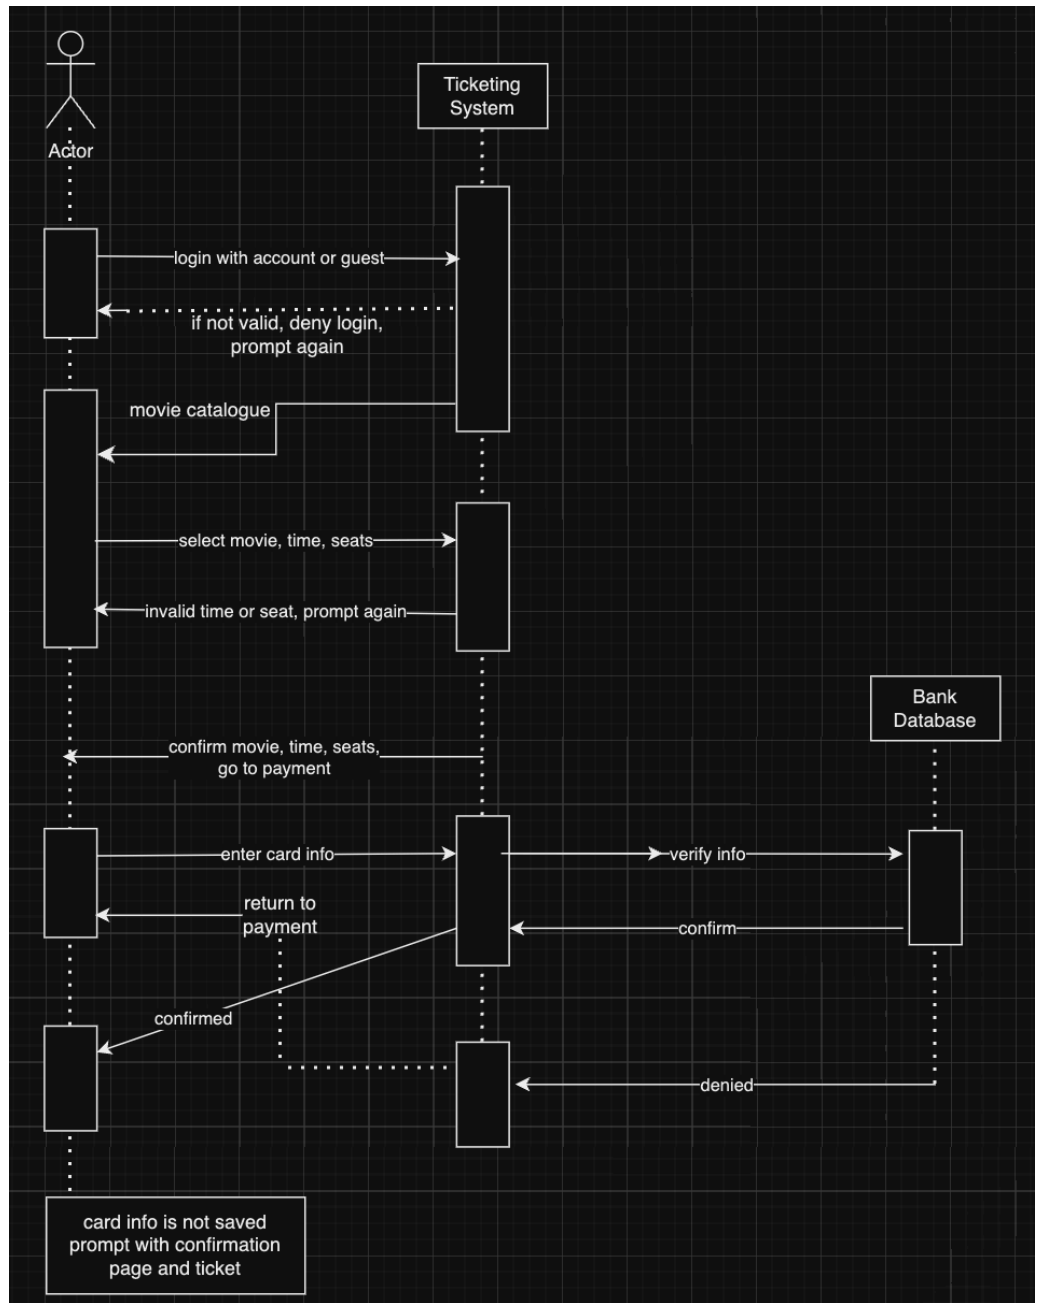 Ticketing
System
Actor
login with account or guest
if not valid, deny login,
prompt again
movie catalogue
select movie, time, seats
invalid time or seat, prompt again
Bank
Database
confirm movie, time, seats,
go to payment
enter card info
verify info
return to
payment
confirm
confirmed
denied
card info is not saved
prompt with confirmation
page and ticket